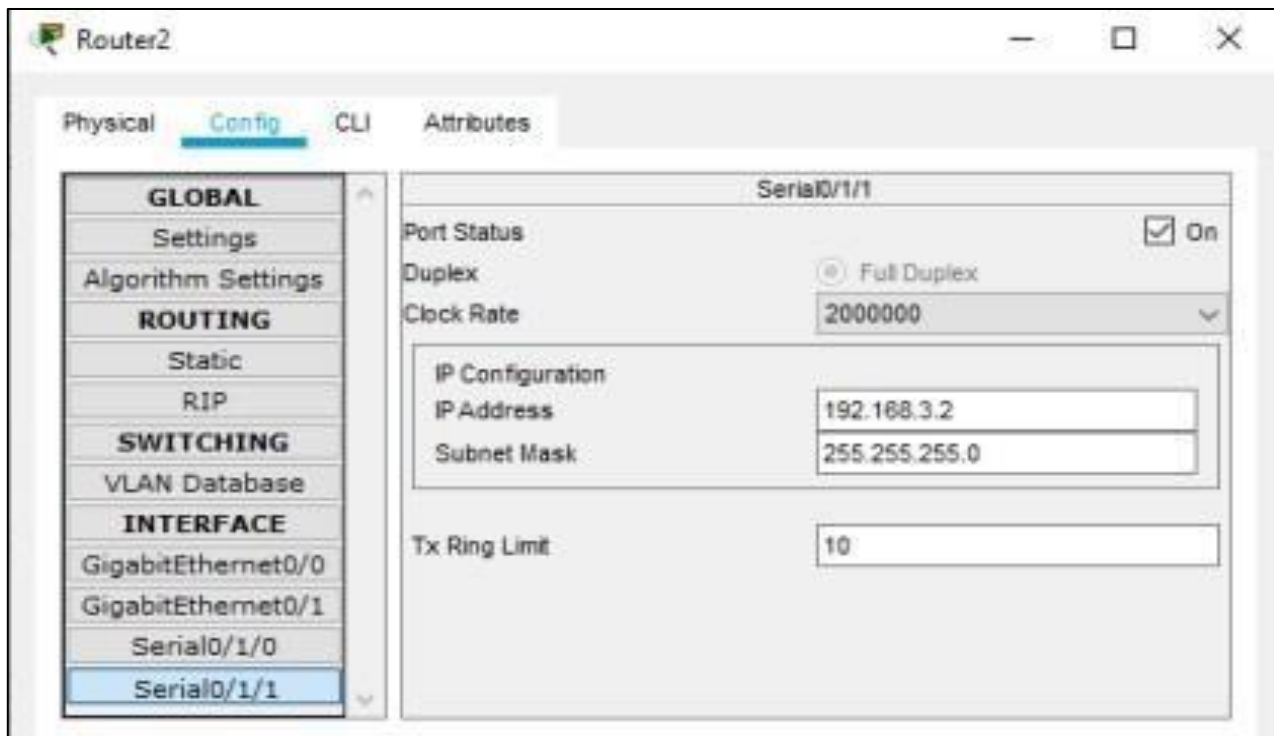 Router2
Physical Config CLI Attributes
GLOBAL
Settings
Algorithm Settings
ROUTING
Static
RIP
SWITCHING
VLAN Database
INTERFACE
GigabitEthernet0/0
GigabitEthernet0/1
Serial0/1/0
Serial0/1/1
Serial0/1/1
Port Status On
Duplex Full Duplex
Clock Rate 2000000
IP Configuration
IP Address 192.168.3.2
Subnet Mask 255.255.255.0
Tx Ring Limit 10